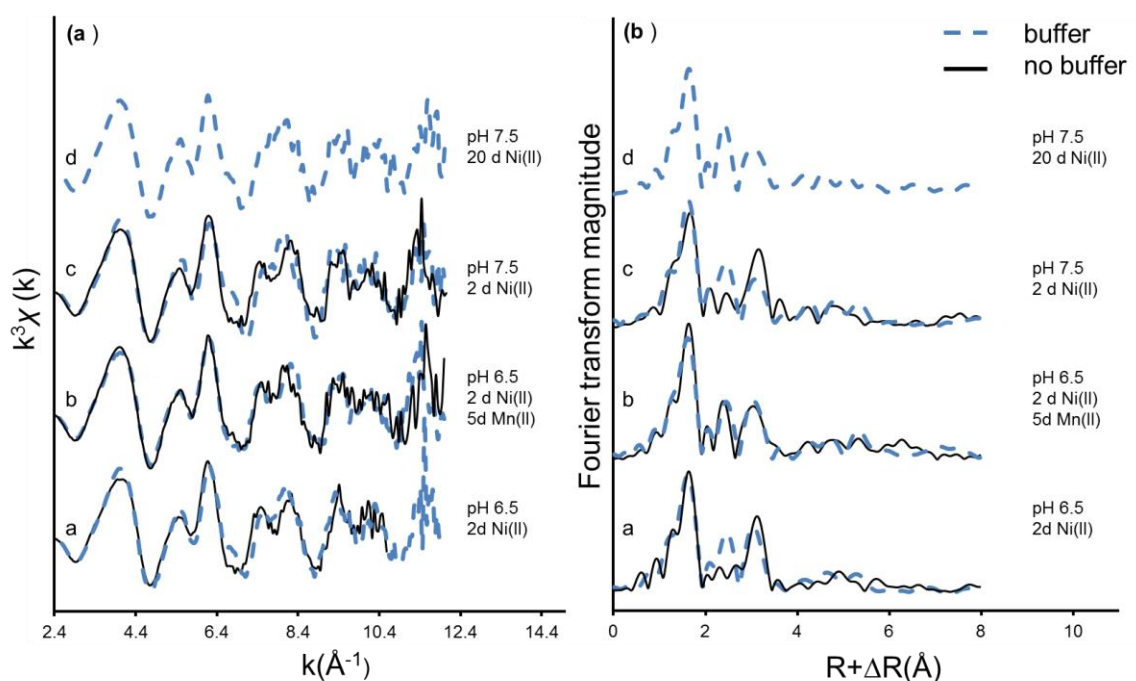 (a )
k³χ (k)
d
pH 7.5
20 d Ni(II)
c
pH 7.5
2 d Ni(II)
b
pH 6.5
2 d Ni(II)
5d Mn(II)
a
pH 6.5
2d Ni(II)
2.4 4.4 6.4 8.4 10.4 12.4 14.4
k(Å⁻¹)
(b )
buffer
no buffer
Fourier transform magnitude
d
pH 7.5
20 d Ni(II)
c
pH 7.5
2 d Ni(II)
b
pH 6.5
2 d Ni(II)
5d Mn(II)
a
pH 6.5
2d Ni(II)
0 2 4 6 8 10
R+ΔR(Å)